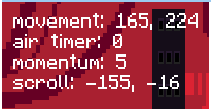 movement: 165, 224
air timer: 0
momentum: 5
scroll: -155, -16